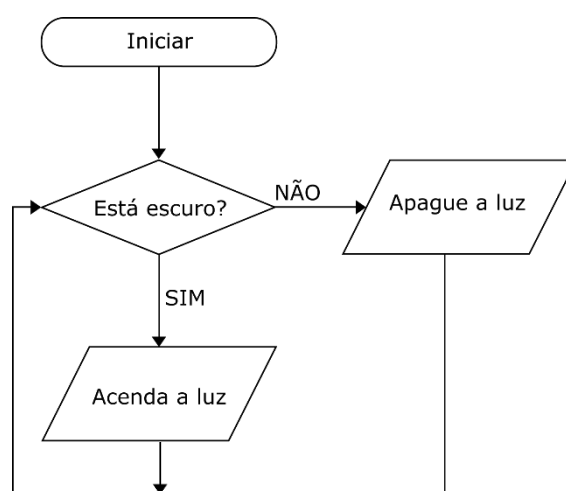 Iniciar
Está escuro?
NÃO
Apague a luz
SIM
Acenda a luz